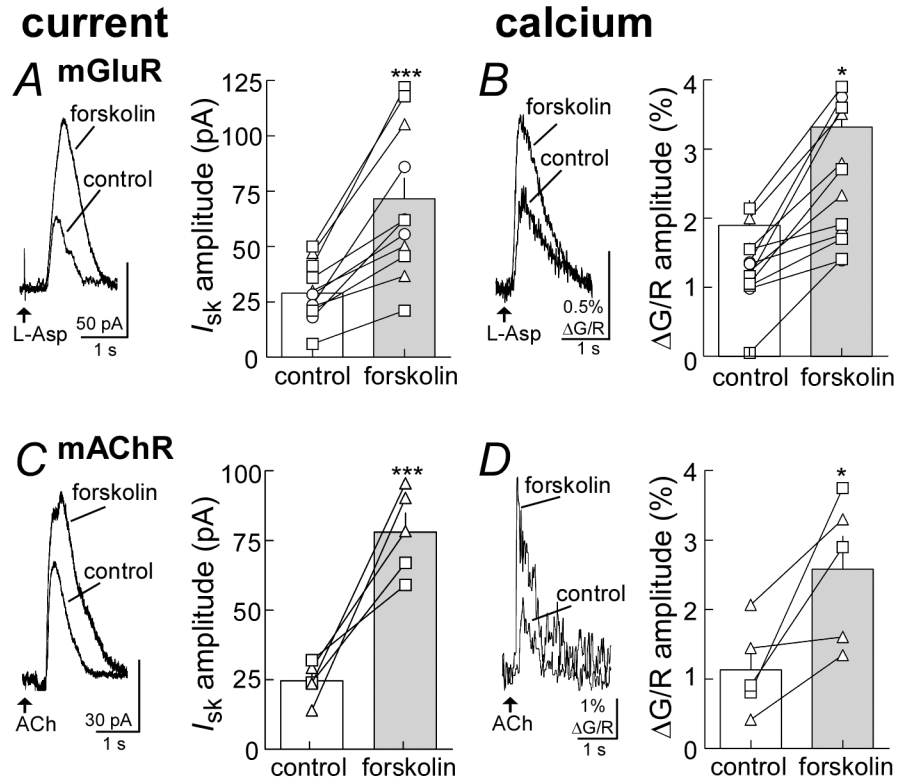 current
calcium
A mGluR
forskolin
control
L-Asp
50 pA
1 s
Isk amplitude (pA)
125
100
75
50
25
0
***
control
forskolin
B
forskolin
control
L-Asp
0.5%
ΔG/R
1 s
ΔG/R amplitude (%)
4
3
2
1
0
*
control
forskolin
C mAChR
forskolin
control
ACh
30 pA
1 s
Isk amplitude (pA)
100
75
50
25
0
***
control
forskolin
D
forskolin
control
ACh
1%
ΔG/R
1 s
ΔG/R amplitude (%)
4
3
2
1
0
*
control
forskolin